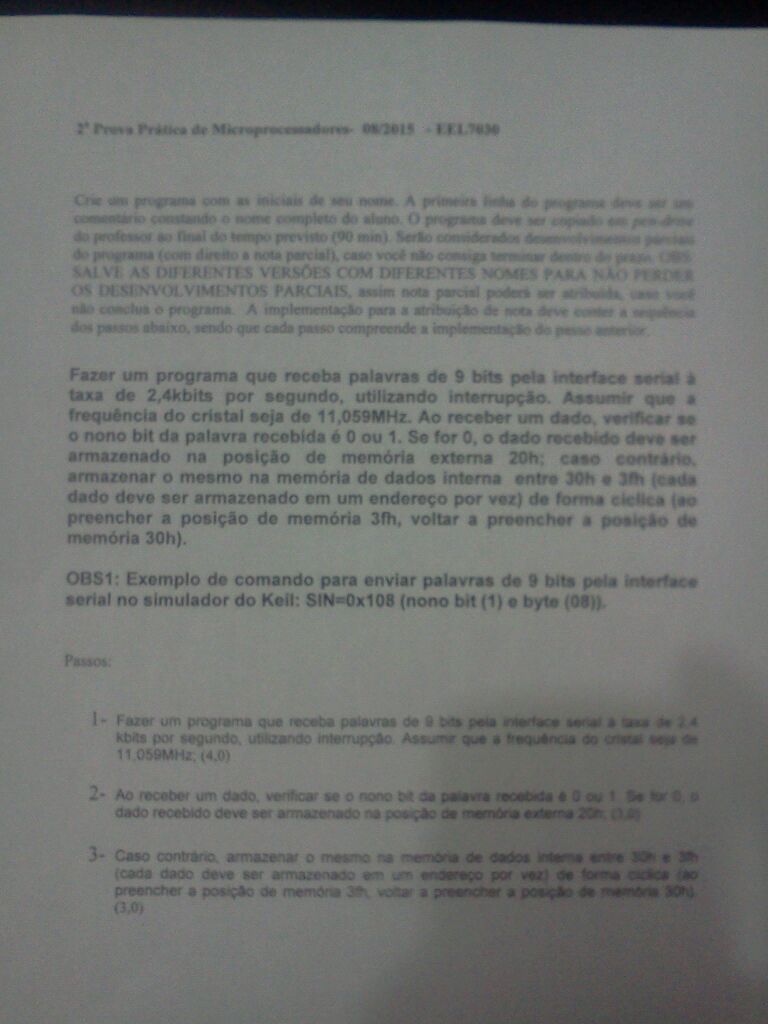 2ª Prova Prática de Microprocessadores- 08/2015 - EEL7030
Crie um programa com as iniciais de seu nome. A primeira linha do programa deve ser um
comentário constando o nome completo do aluno. O programa deve ser copiado em pen-drive
do professor ao final do tempo previsto (90 min). Serão considerados desenvolvimentos parciais
do programa (com direito a nota parcial), caso você não consiga terminar dentro do prazo. OBS:
SALVE AS DIFERENTES VERSÕES COM DIFERENTES NOMES PARA NÃO PERDER
OS DESENVOLVIMENTOS PARCIAIS, assim nota parcial poderá ser atribuída, caso você
não conclua o programa. A implementação para a atribuição de nota deve conter a sequência
dos passos abaixo, sendo que cada passo compreende a implementação do passo anterior.
Fazer um programa que receba palavras de 9 bits pela interface serial à
taxa de 2,4kbits por segundo, utilizando interrupção. Assumir que a
frequência do cristal seja de 11,059MHz. Ao receber um dado, verificar se
o nono bit da palavra recebida é 0 ou 1. Se for 0, o dado recebido deve ser
armazenado na posição de memória externa 20h; caso contrário,
armazenar o mesmo na memória de dados interna entre 30h e 3fh (cada
dado deve ser armazenado em um endereço por vez) de forma cíclica (ao
preencher a posição de memória 3fh, voltar a preencher a posição de
memória 30h).
OBS1: Exemplo de comando para enviar palavras de 9 bits pela interface
serial no simulador do Keil: SIN=0x108 (nono bit (1) e byte (08)).
Passos:
1- Fazer um programa que receba palavras de 9 bits pela interface serial à taxa de 2,4
kbits por segundo, utilizando interrupção. Assumir que a frequência do cristal seja de
11,059MHz; (4,0)
2- Ao receber um dado, verificar se o nono bit da palavra recebida é 0 ou 1. Se for 0, o
dado recebido deve ser armazenado na posição de memória externa 20h; (3,0)
3- Caso contrário, armazenar o mesmo na memória de dados interna entre 30h e 3fh
(cada dado deve ser armazenado em um endereço por vez) de forma cíclica (ao
preencher a posição de memória 3fh, voltar a preencher a posição de memória 30h).
(3,0)